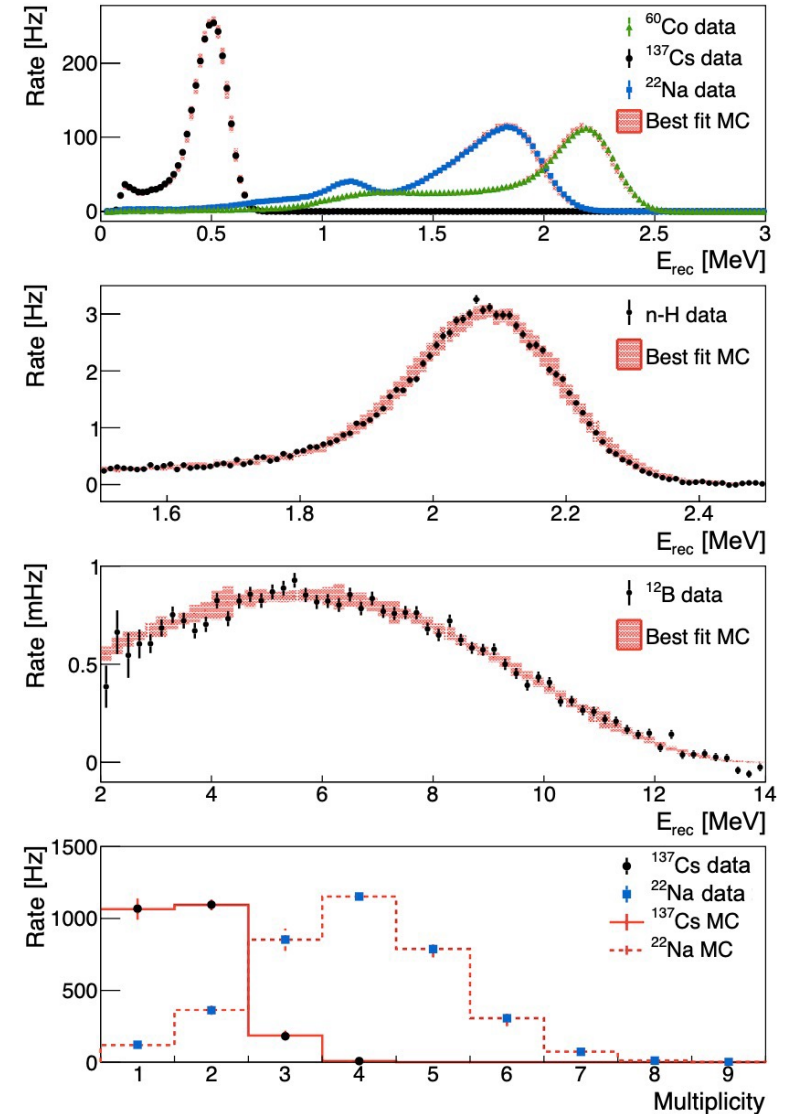 Rate [Hz]
200
100
0
⁶⁰Co data
¹³⁷Cs data
²²Na data
Best fit MC
0 0.5 1 1.5 2 2.5 3
E_rec [MeV]
Rate [Hz]
3
2
1
0
n-H data
Best fit MC
1.6 1.8 2 2.2 2.4
E_rec [MeV]
Rate [mHz]
1
0.5
0
¹²B data
Best fit MC
2 4 6 8 10 12 14
E_rec [MeV]
Rate [Hz]
1500
1000
500
0
¹³⁷Cs data
²²Na data
¹³⁷Cs MC
²²Na MC
1 2 3 4 5 6 7 8 9
Multiplicity